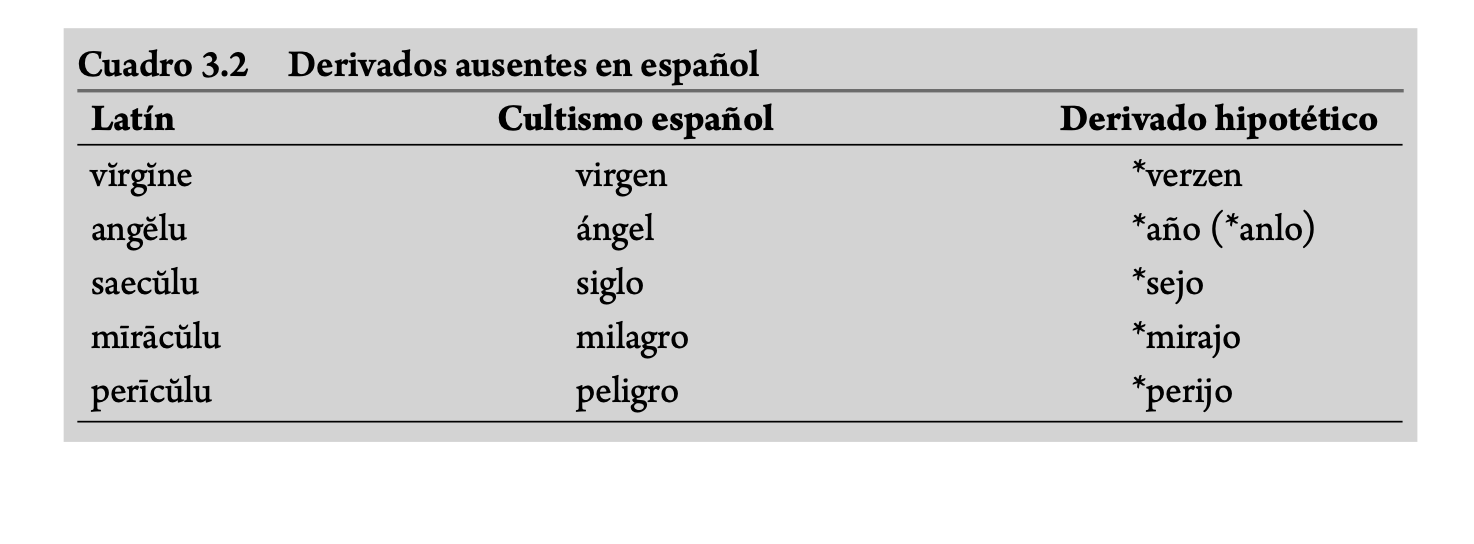 Cuadro 3.2 Derivados ausentes en español
Latín Cultismo español Derivado hipotético
vĭrgĭne virgen *verzen
angĕlu ángel *año (*anlo)
saecŭlu siglo *sejo
mīrācŭlu milagro *mirajo
perīcŭlu peligro *perijo